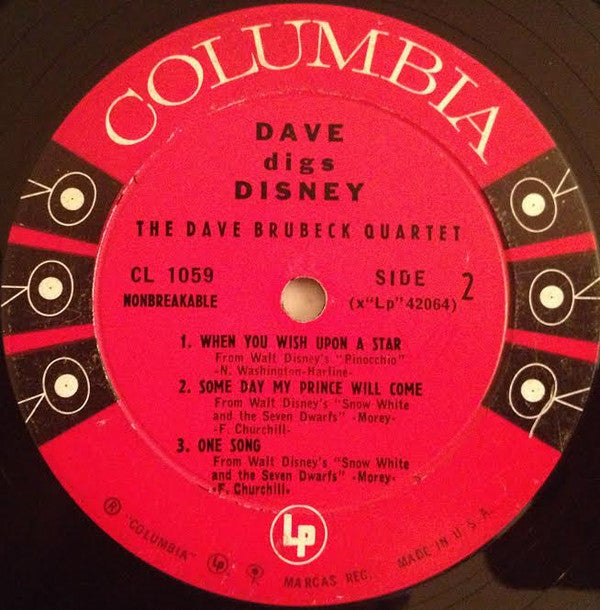 COLUMBIA
DAVE
digs
DISNEY
THE DAVE BRUBECK QUARTET
CL 1059 SIDE 2
NONBREAKABLE (x"Lp"42064)
1. WHEN YOU WISH UPON A STAR
From Walt Disney's "Pinocchio"
-N. Washington-Harline-
2. SOME DAY MY PRINCE WILL COME
From Walt Disney's "Snow White
and the Seven Dwarfs" -Morey-
-F. Churchill-
3. ONE SONG
From Walt Disney's "Snow White
and the Seven Dwarfs" -Morey-
-F. Churchill-
Lp
® "COLUMBIA" MARCAS REG. MADE IN U.S.A.